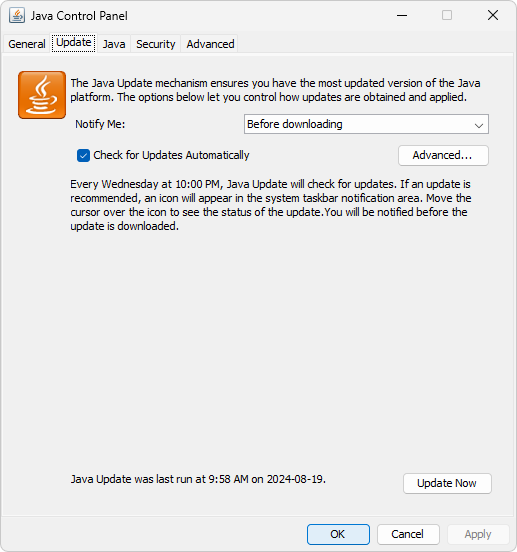 Java Control Panel
General Update Java Security Advanced
The Java Update mechanism ensures you have the most updated version of the Java
platform. The options below let you control how updates are obtained and applied.
Notify Me: Before downloading
Check for Updates Automatically Advanced...
Every Wednesday at 10:00 PM, Java Update will check for updates. If an update is
recommended, an icon will appear in the system taskbar notification area. Move the
cursor over the icon to see the status of the update.You will be notified before the
update is downloaded.
Java Update was last run at 9:58 AM on 2024-08-19. Update Now
OK Cancel Apply